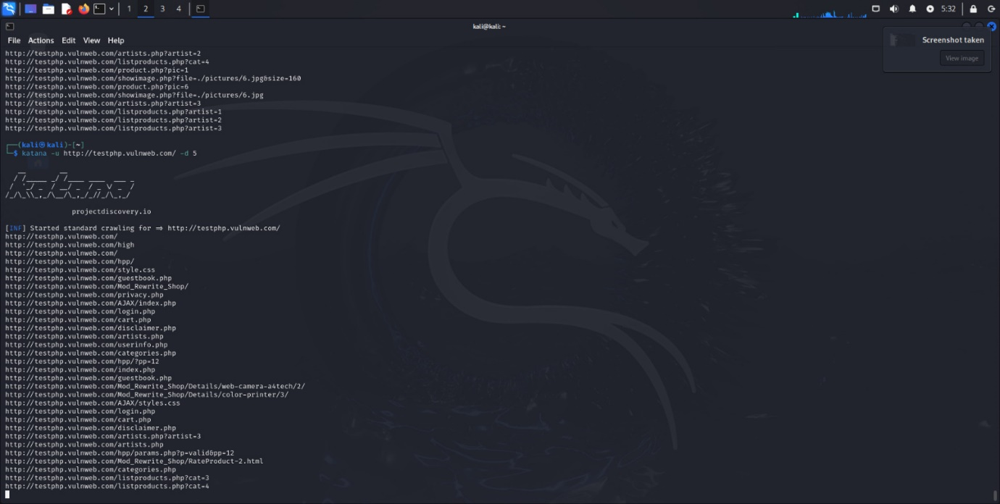 1 2 3 4
5:32
kali@kali: ~
File Actions Edit View Help
Screenshot taken
View image
http://testphp.vulnweb.com/artists.php?artist=2
http://testphp.vulnweb.com/listproducts.php?cat=4
http://testphp.vulnweb.com/product.php?pic=1
http://testphp.vulnweb.com/showimage.php?file=./pictures/6.jpg&size=160
http://testphp.vulnweb.com/product.php?pic=6
http://testphp.vulnweb.com/showimage.php?file=./pictures/6.jpg
http://testphp.vulnweb.com/artists.php?artist=3
http://testphp.vulnweb.com/listproducts.php?artist=1
http://testphp.vulnweb.com/listproducts.php?artist=2
http://testphp.vulnweb.com/listproducts.php?artist=3
┌──(kali㉿kali)-[~]
└─$ katana -u http://testphp.vulnweb.com/ -d 5
katana
projectdiscovery.io
[INF] Started standard crawling for => http://testphp.vulnweb.com/
http://testphp.vulnweb.com/
http://testphp.vulnweb.com/high
http://testphp.vulnweb.com/
http://testphp.vulnweb.com/hpp/
http://testphp.vulnweb.com/style.css
http://testphp.vulnweb.com/guestbook.php
http://testphp.vulnweb.com/Mod_Rewrite_Shop/
http://testphp.vulnweb.com/privacy.php
http://testphp.vulnweb.com/AJAX/index.php
http://testphp.vulnweb.com/login.php
http://testphp.vulnweb.com/cart.php
http://testphp.vulnweb.com/disclaimer.php
http://testphp.vulnweb.com/artists.php
http://testphp.vulnweb.com/userinfo.php
http://testphp.vulnweb.com/categories.php
http://testphp.vulnweb.com/hpp/?pp=12
http://testphp.vulnweb.com/index.php
http://testphp.vulnweb.com/guestbook.php
http://testphp.vulnweb.com/Mod_Rewrite_Shop/Details/web-camera-a4tech/2/
http://testphp.vulnweb.com/Mod_Rewrite_Shop/Details/color-printer/3/
http://testphp.vulnweb.com/AJAX/styles.css
http://testphp.vulnweb.com/login.php
http://testphp.vulnweb.com/cart.php
http://testphp.vulnweb.com/disclaimer.php
http://testphp.vulnweb.com/artists.php?artist=3
http://testphp.vulnweb.com/artists.php
http://testphp.vulnweb.com/hpp/params.php?p=valid&pp=12
http://testphp.vulnweb.com/Mod_Rewrite_Shop/RateProduct-2.html
http://testphp.vulnweb.com/categories.php
http://testphp.vulnweb.com/listproducts.php?cat=3
http://testphp.vulnweb.com/listproducts.php?cat=4